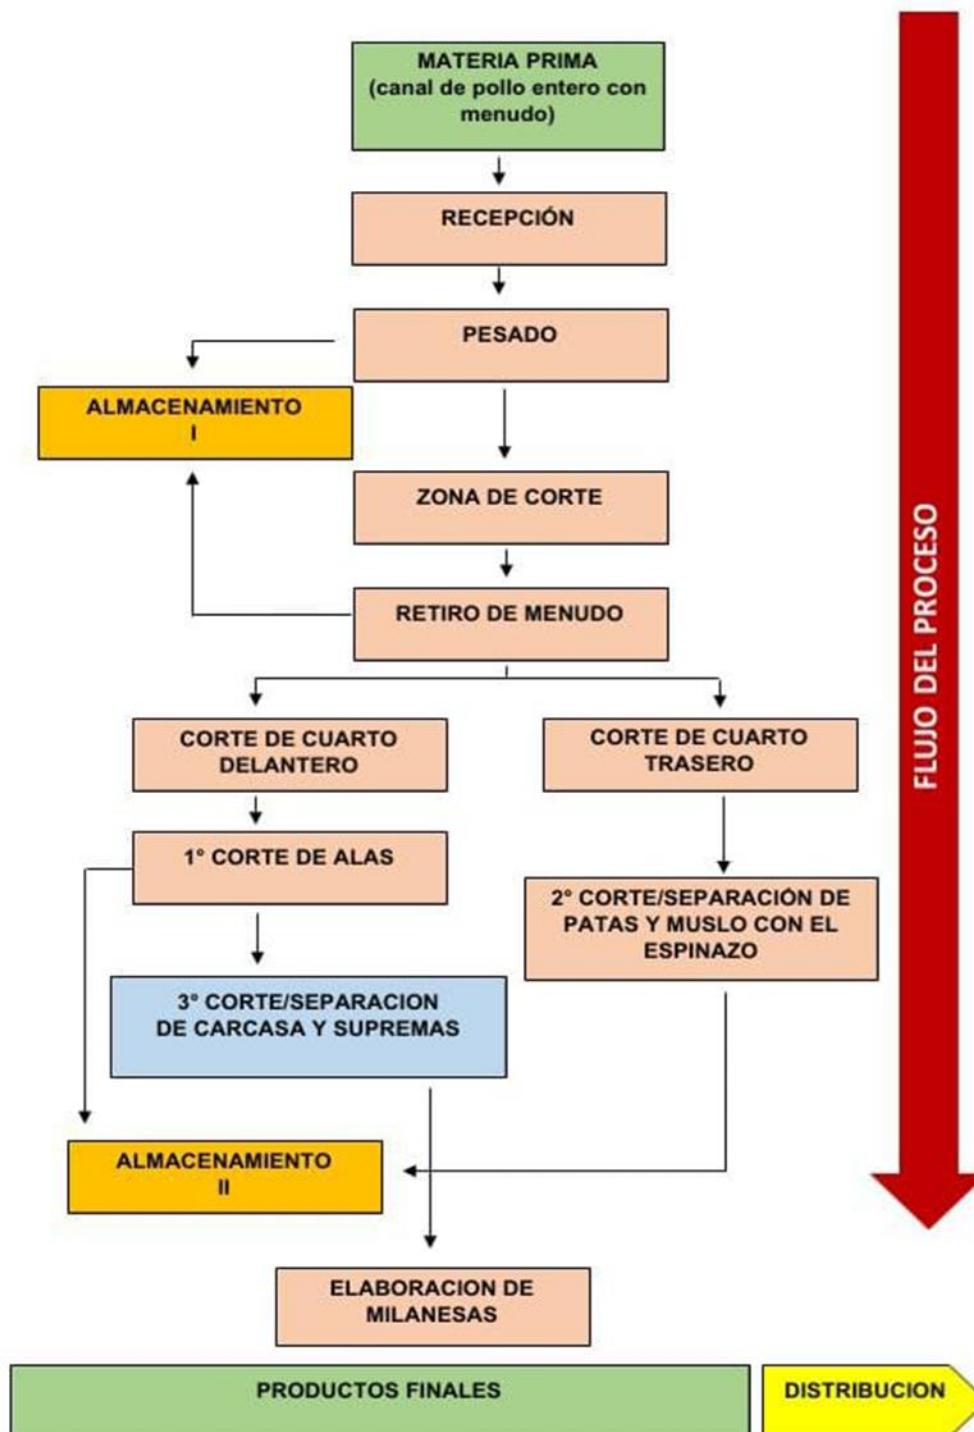 MATERIA PRIMA
(canal de pollo entero con
menudo)
RECEPCIÓN
PESADO
ALMACENAMIENTO
I
ZONA DE CORTE
RETIRO DE MENUDO
CORTE DE CUARTO
DELANTERO
CORTE DE CUARTO
TRASERO
1° CORTE DE ALAS
2° CORTE/SEPARACIÓN DE
PATAS Y MUSLO CON EL
ESPINAZO
3° CORTE/SEPARACION
DE CARCASA Y SUPREMAS
ALMACENAMIENTO
II
ELABORACION DE
MILANESAS
PRODUCTOS FINALES
DISTRIBUCION
FLUJO DEL PROCESO